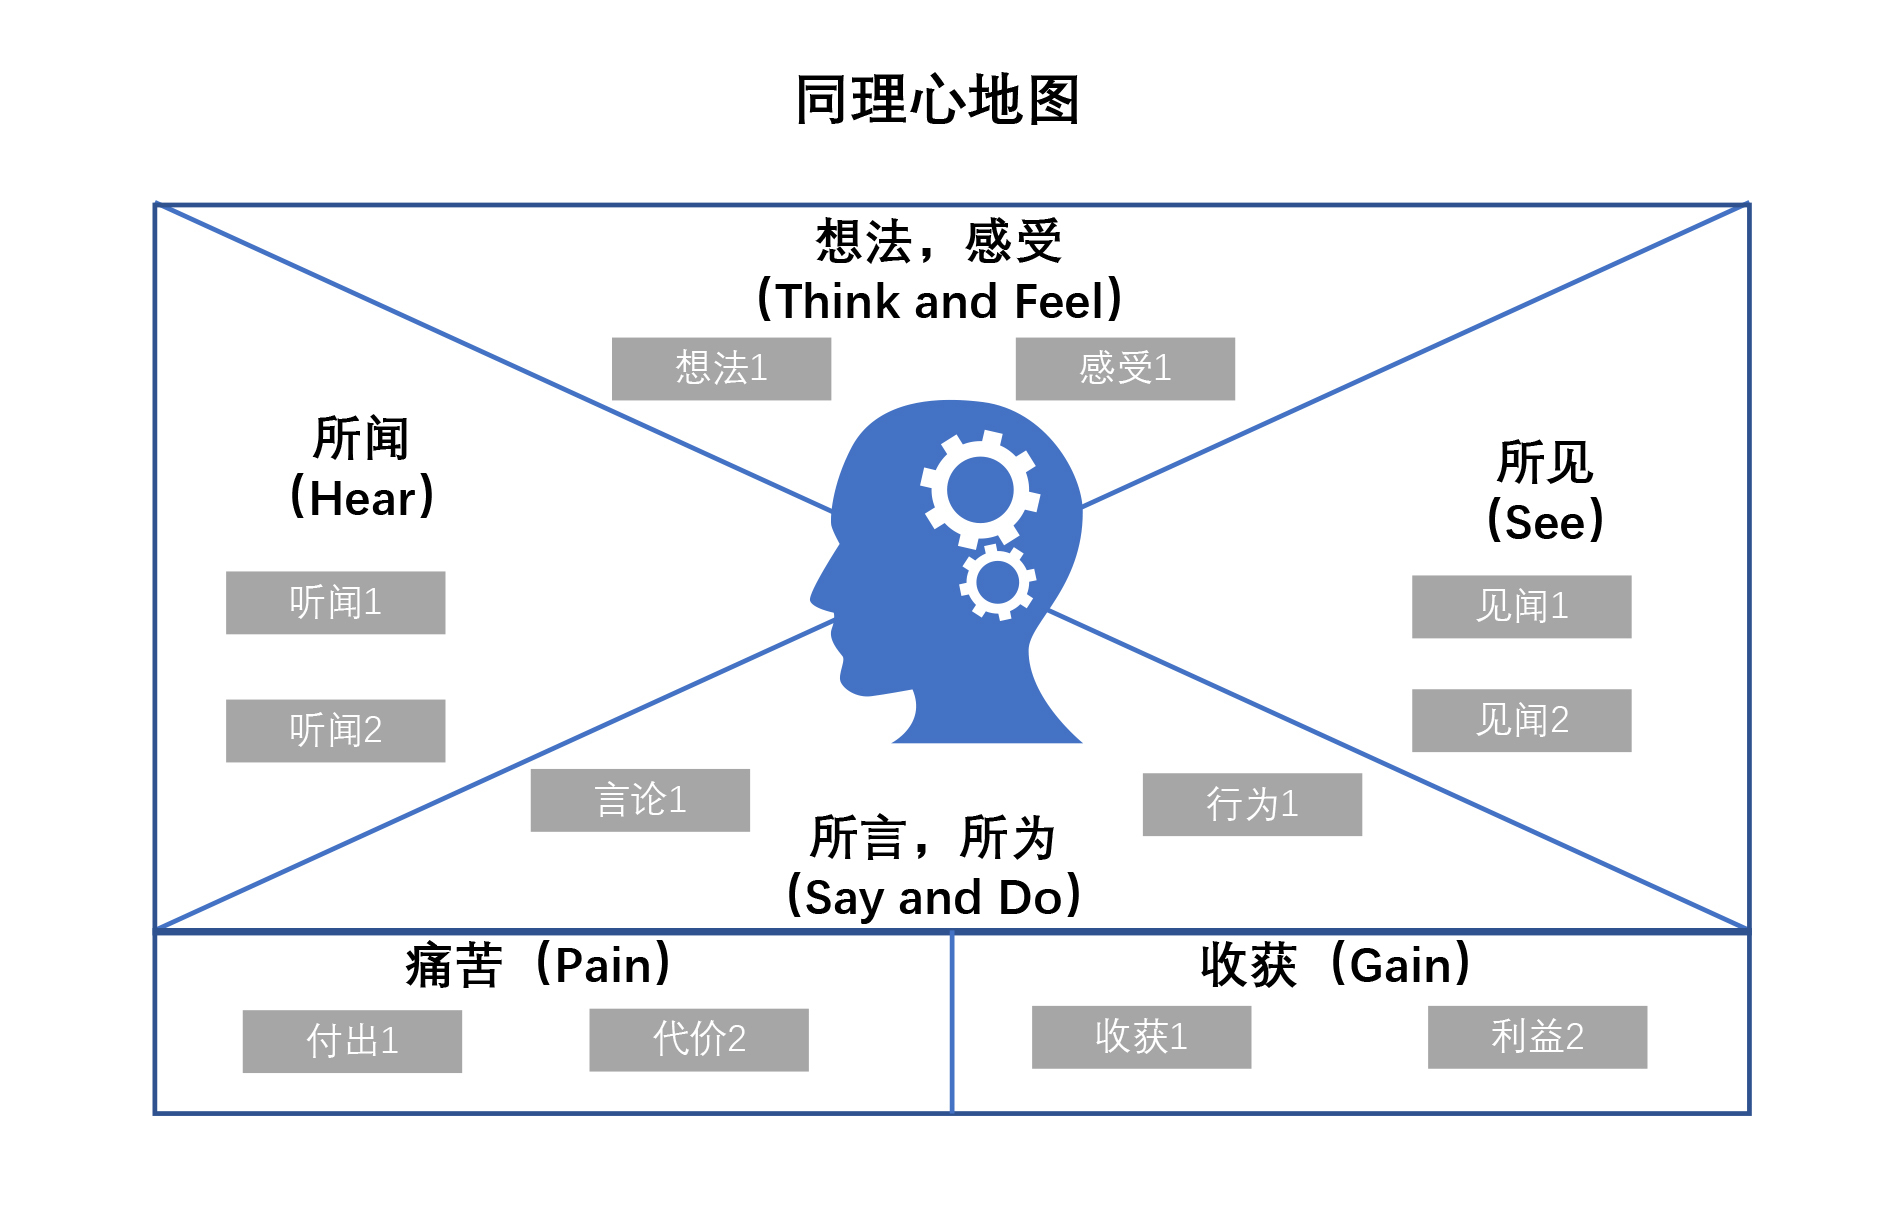 同理心地图
想法，感受
（Think and Feel）
想法1
感受1
所闻
（Hear）
听闻1
听闻2
所见
（See）
见闻1
见闻2
言论1
行为1
所言，所为
（Say and Do）
痛苦（Pain）
付出1
代价2
收获（Gain）
收获1
利益2